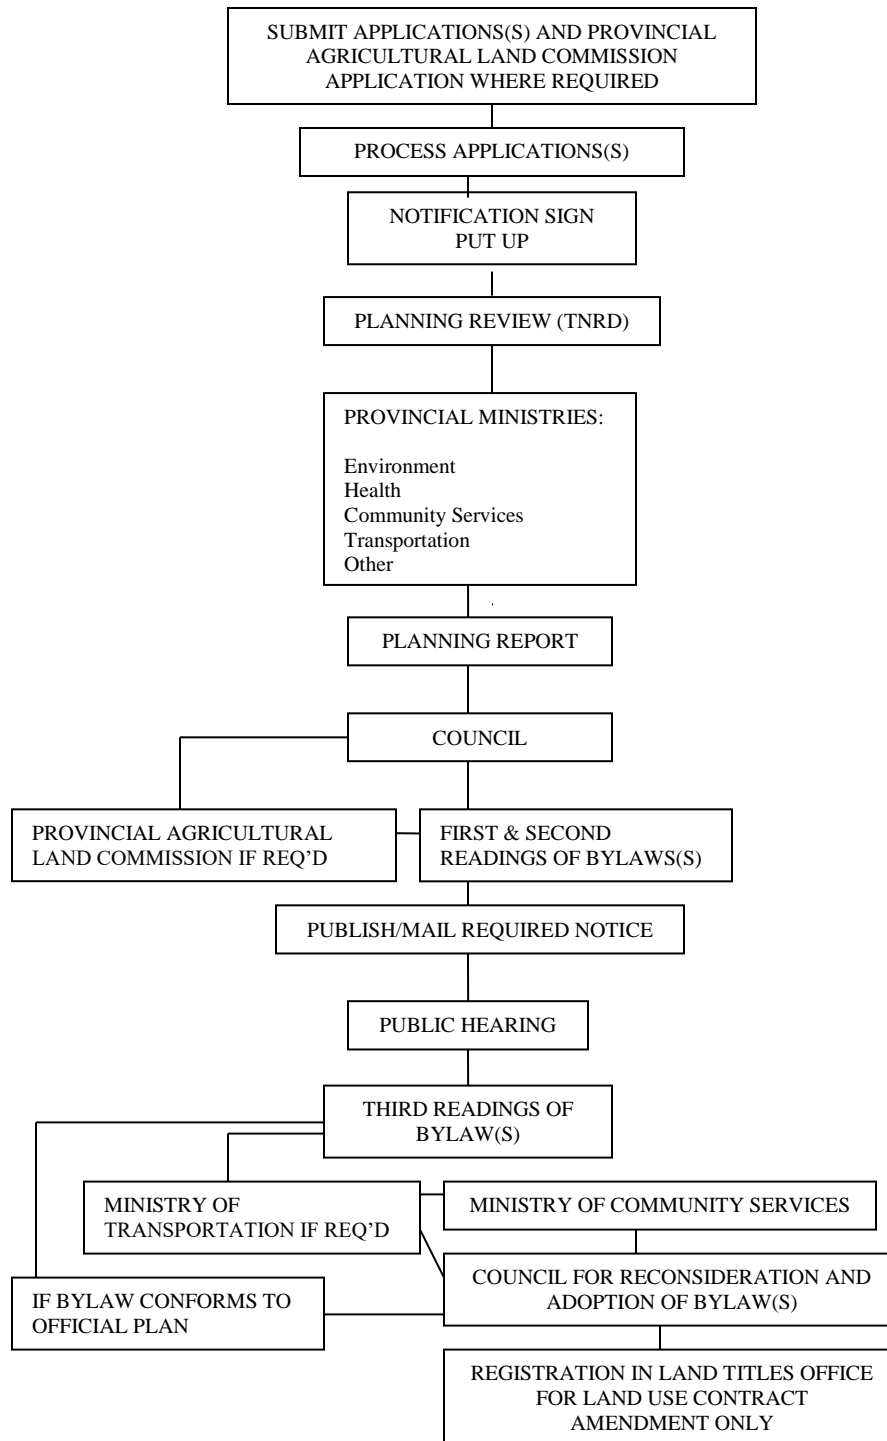 SUBMIT APPLICATIONS(S) AND PROVINCIAL
AGRICULTURAL LAND COMMISSION
APPLICATION WHERE REQUIRED
PROCESS APPLICATIONS(S)
NOTIFICATION SIGN
PUT UP
PLANNING REVIEW (TNRD)
PROVINCIAL MINISTRIES:
Environment
Health
Community Services
Transportation
Other
PLANNING REPORT
COUNCIL
PROVINCIAL AGRICULTURAL
LAND COMMISSION IF REQ’D
FIRST & SECOND
READINGS OF BYLAWS(S)
PUBLISH/MAIL REQUIRED NOTICE
PUBLIC HEARING
THIRD READINGS OF
BYLAW(S)
MINISTRY OF
TRANSPORTATION IF REQ’D
MINISTRY OF COMMUNITY SERVICES
IF BYLAW CONFORMS TO
OFFICIAL PLAN
COUNCIL FOR RECONSIDERATION AND
ADOPTION OF BYLAW(S)
REGISTRATION IN LAND TITLES OFFICE
FOR LAND USE CONTRACT
AMENDMENT ONLY